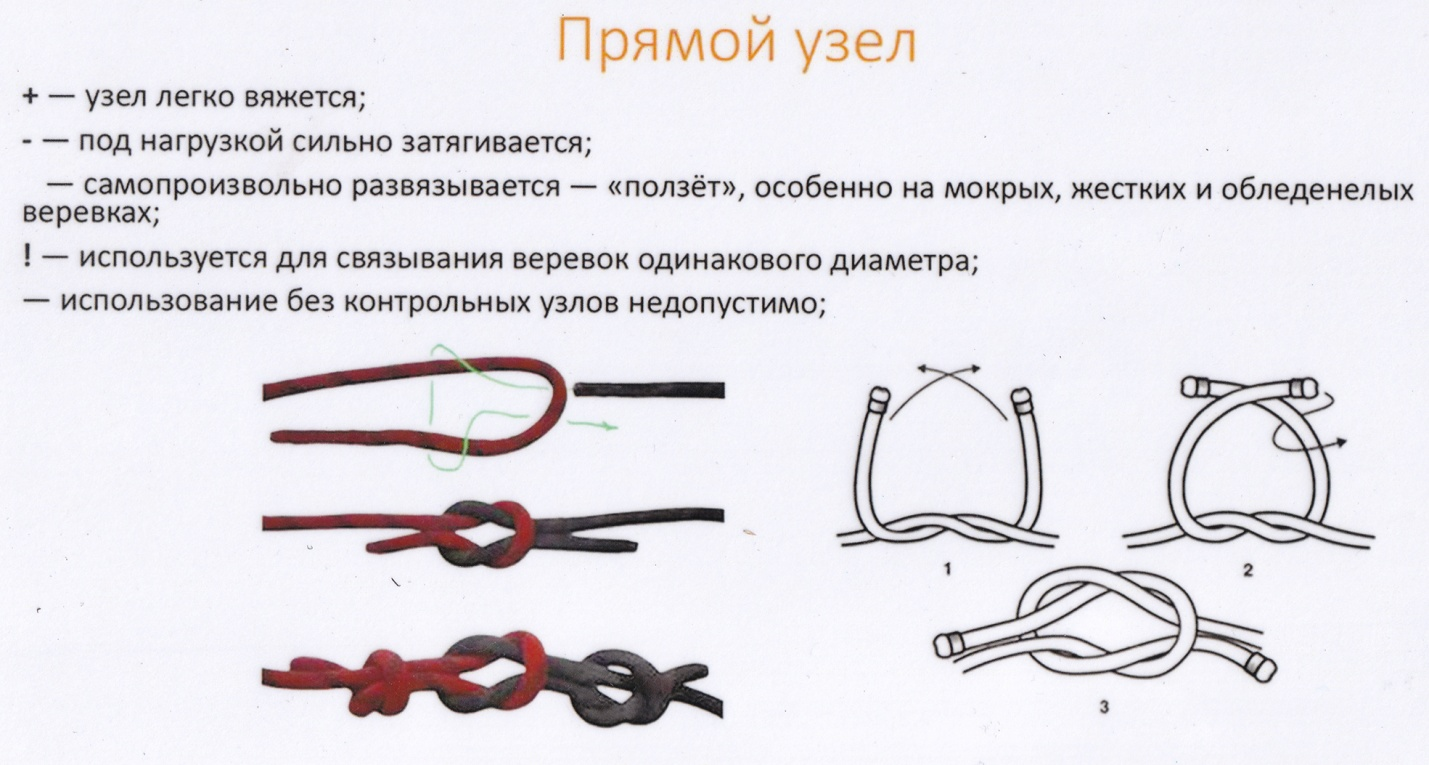 Прямой узел
+ — узел легко вяжется;
- — под нагрузкой сильно затягивается;
— самопроизвольно развязывается — «ползёт», особенно на мокрых, жестких и обледенелых
веревках;
! — используется для связывания веревок одинакового диаметра;
— использование без контрольных узлов недопустимо;
1
2
3